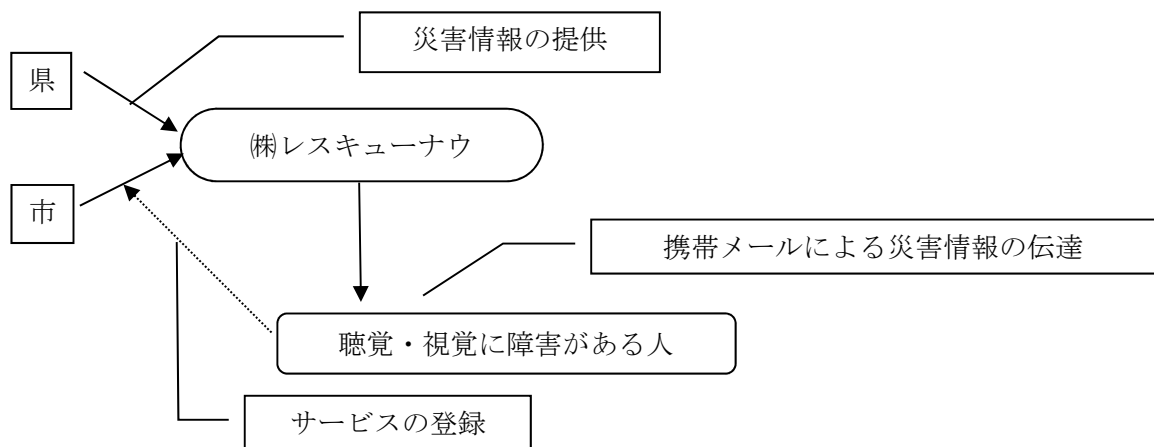 災害情報の提供
県
㈱レスキューナウ
市
携帯メールによる災害情報の伝達
聴覚・視覚に障害がある人
サービスの登録